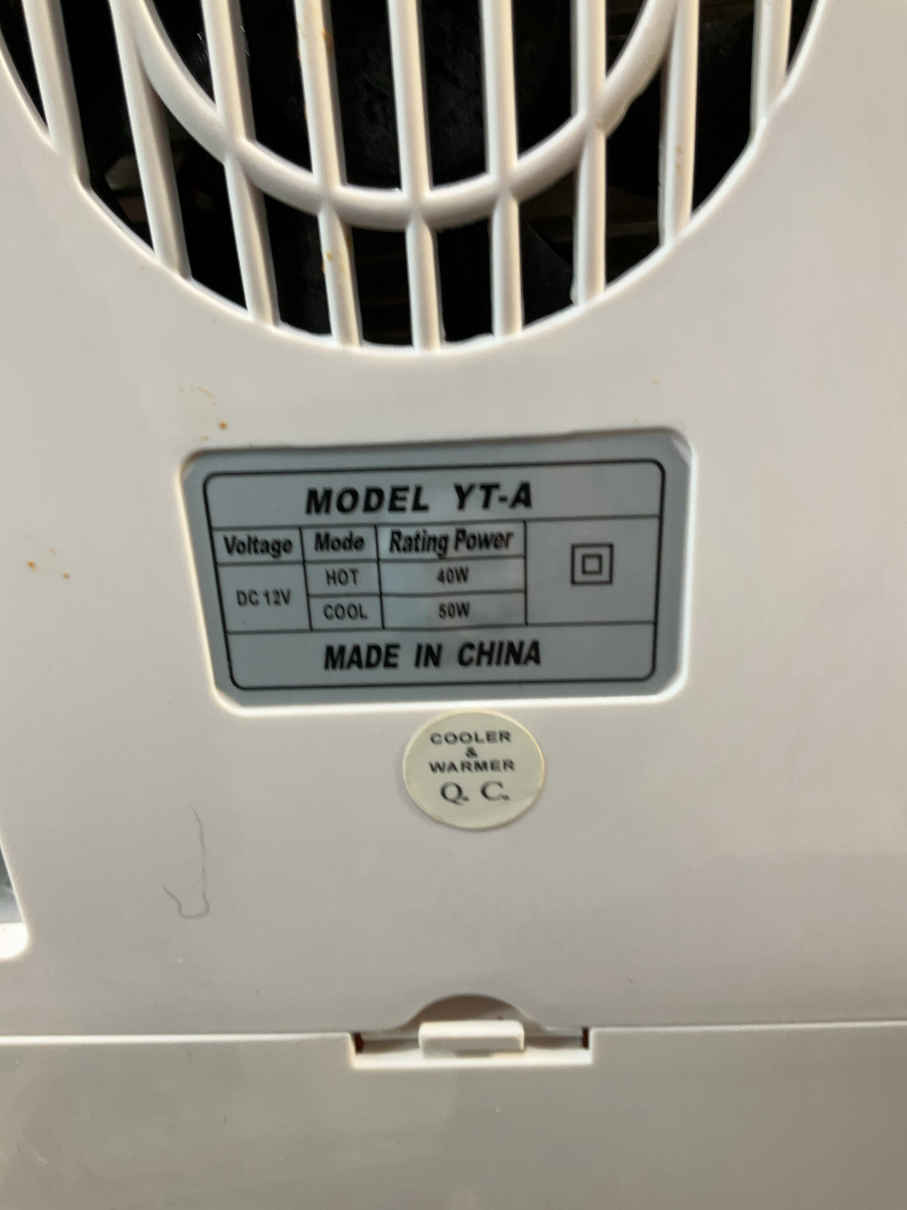 MODEL YT-A
Voltage Mode Rating Power
DC 12V
HOT 40W
COOL 50W
MADE IN CHINA
COOLER
&
WARMER
Q. C.